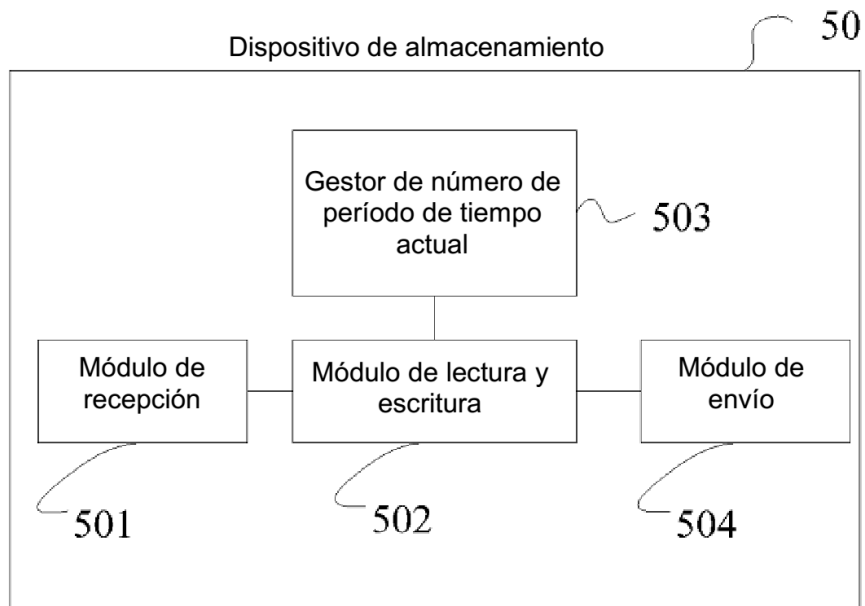 50
Dispositivo de almacenamiento
Gestor de número de
período de tiempo
actual
503
Módulo de
recepción
Módulo de lectura y
escritura
Módulo de
envío
501
502
504